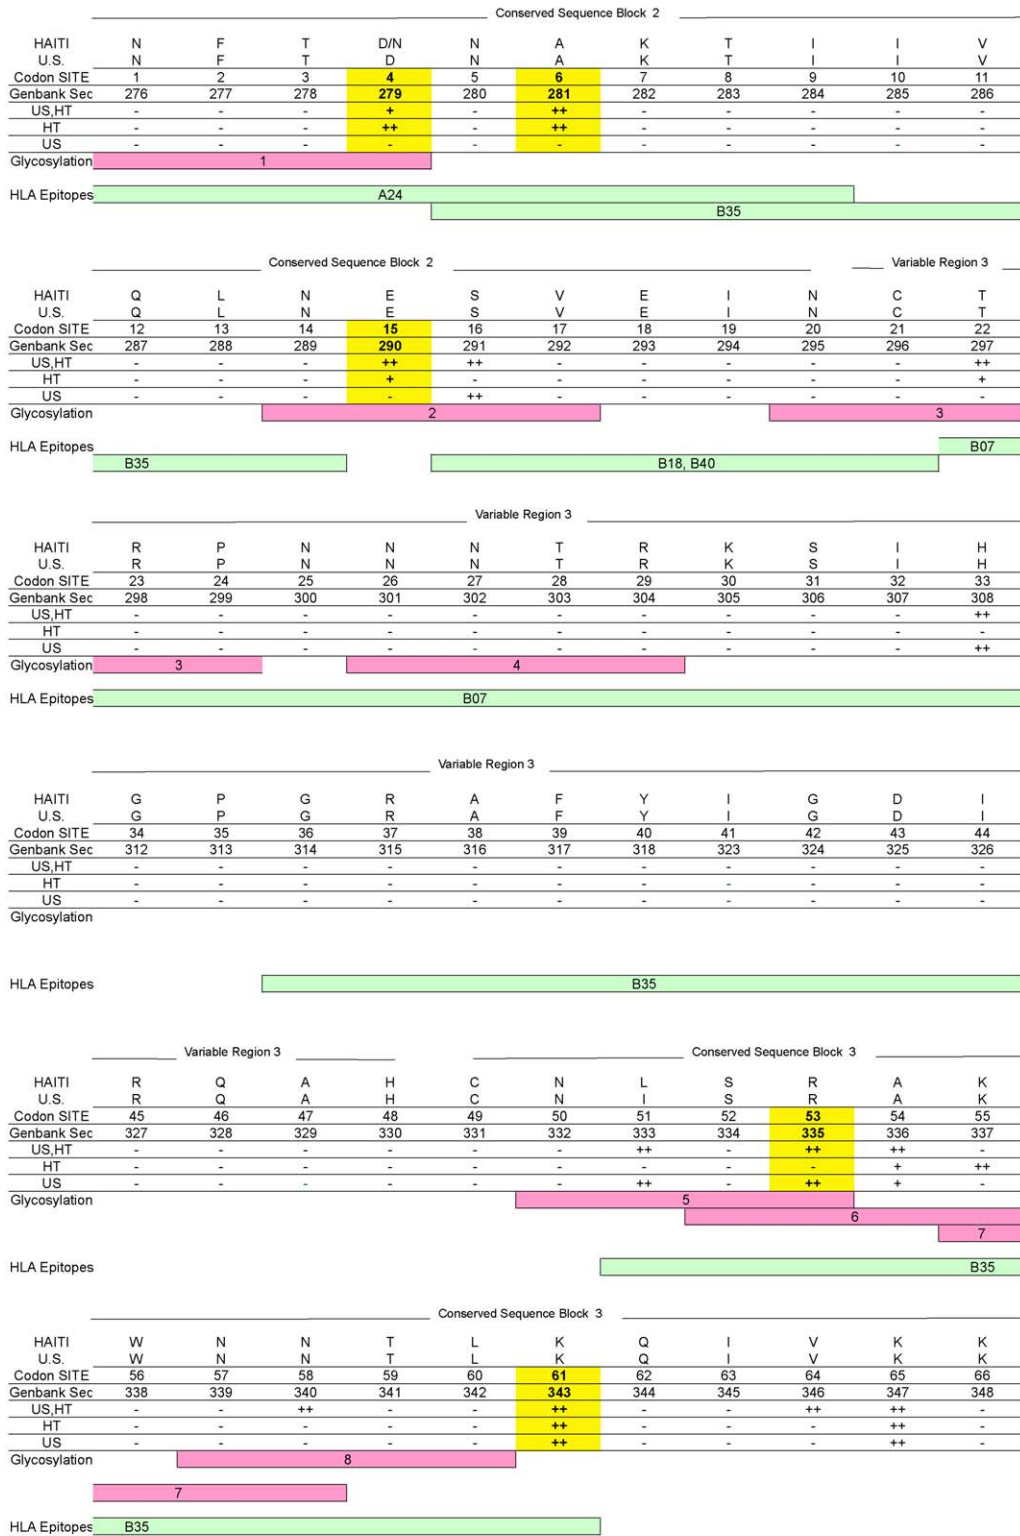 Conserved Sequence Block 2
HAITI N F T D/N N A K T I I V
U.S. N F T D N A K T I I V
Codon SITE 1 2 3 4 5 6 7 8 9 10 11
Genbank Sec 276 277 278 279 280 281 282 283 284 285 286
US,HT - - - + - ++ - - - - -
HT - - - ++ - ++ - - - - -
US - - - - - - - - - - -
Glycosylation 1
HLA Epitopes A24
B35
Conserved Sequence Block 2 Variable Region 3
HAITI Q L N E S V E I N C T
U.S. Q L N E S V E I N C T
Codon SITE 12 13 14 15 16 17 18 19 20 21 22
Genbank Sec 287 288 289 290 291 292 293 294 295 296 297
US,HT - - - ++ ++ - - - - - ++
HT - - - + - - - - - - +
US - - - - ++ - - - - - -
Glycosylation 2 3
HLA Epitopes B07
B35 B18, B40
Variable Region 3
HAITI R P N N N T R K S I H
U.S. R P N N N T R K S I H
Codon SITE 23 24 25 26 27 28 29 30 31 32 33
Genbank Sec 298 299 300 301 302 303 304 305 306 307 308
US,HT - - - - - - - - - - ++
HT - - - - - - - - - - -
US - - - - - - - - - - ++
Glycosylation 3 4
HLA Epitopes B07
Variable Region 3
HAITI G P G R A F Y I G D I
U.S. G P G R A F Y I G D I
Codon SITE 34 35 36 37 38 39 40 41 42 43 44
Genbank Sec 312 313 314 315 316 317 318 323 324 325 326
US,HT - - - - - - - - - - -
HT - - - - - - - - - - -
US - - - - - - - - - - -
Glycosylation
HLA Epitopes B35
Variable Region 3 Conserved Sequence Block 3
HAITI R Q A H C N L S R A K
U.S. R Q A H C N I S R A K
Codon SITE 45 46 47 48 49 50 51 52 53 54 55
Genbank Sec 327 328 329 330 331 332 333 334 335 336 337
US,HT - - - - - - ++ - ++ ++ -
HT - - - - - - - - - + ++
US - - - - - - ++ - ++ + -
Glycosylation 5
6
7
HLA Epitopes B35
Conserved Sequence Block 3
HAITI W N N T L K Q I V K K
U.S. W N N T L K Q I V K K
Codon SITE 56 57 58 59 60 61 62 63 64 65 66
Genbank Sec 338 339 340 341 342 343 344 345 346 347 348
US,HT - - ++ - - ++ - - ++ ++ -
HT - - - - - ++ - - - ++ -
US - - - - - ++ - - - ++ -
Glycosylation 8
7
HLA Epitopes B35